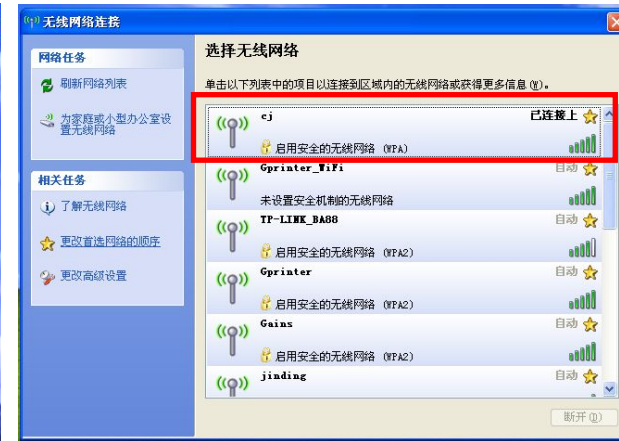 无线网络连接
网络任务
刷新网络列表
为家庭或小型办公室设
置无线网络
相关任务
了解无线网络
更改首选网络的顺序
更改高级设置
选择无线网络
单击以下列表中的项目以连接到区域内的无线网络或获得更多信息(W)。
cj 已连接上
启用安全的无线网络 (WPA)
Gprinter_WiFi 自动
未设置安全机制的无线网络
TP-LINK_BA88 自动
启用安全的无线网络 (WPA2)
Gprinter 自动
启用安全的无线网络 (WPA2)
Gains 自动
启用安全的无线网络 (WPA2)
jinding 自动
断开(D)